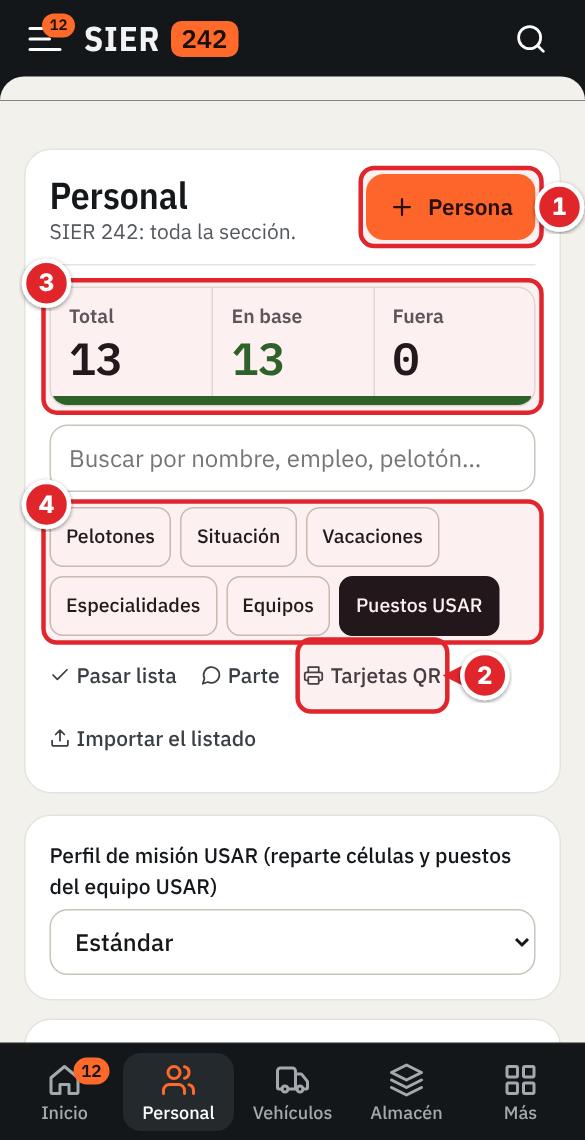 12
SIER 242
Personal
SIER 242: toda la sección.
+ Persona
1
3
Total
En base
Fuera
13
13
0
Buscar por nombre, empleo, pelotón...
4
Pelotones
Situación
Vacaciones
Especialidades
Equipos
Puestos USAR
Pasar lista
Parte
Tarjetas QR
2
Importar el listado
Perfil de misión USAR (reparte células y puestos
del equipo USAR)
Estándar
12
Inicio
Personal
Vehículos
Almacén
Más